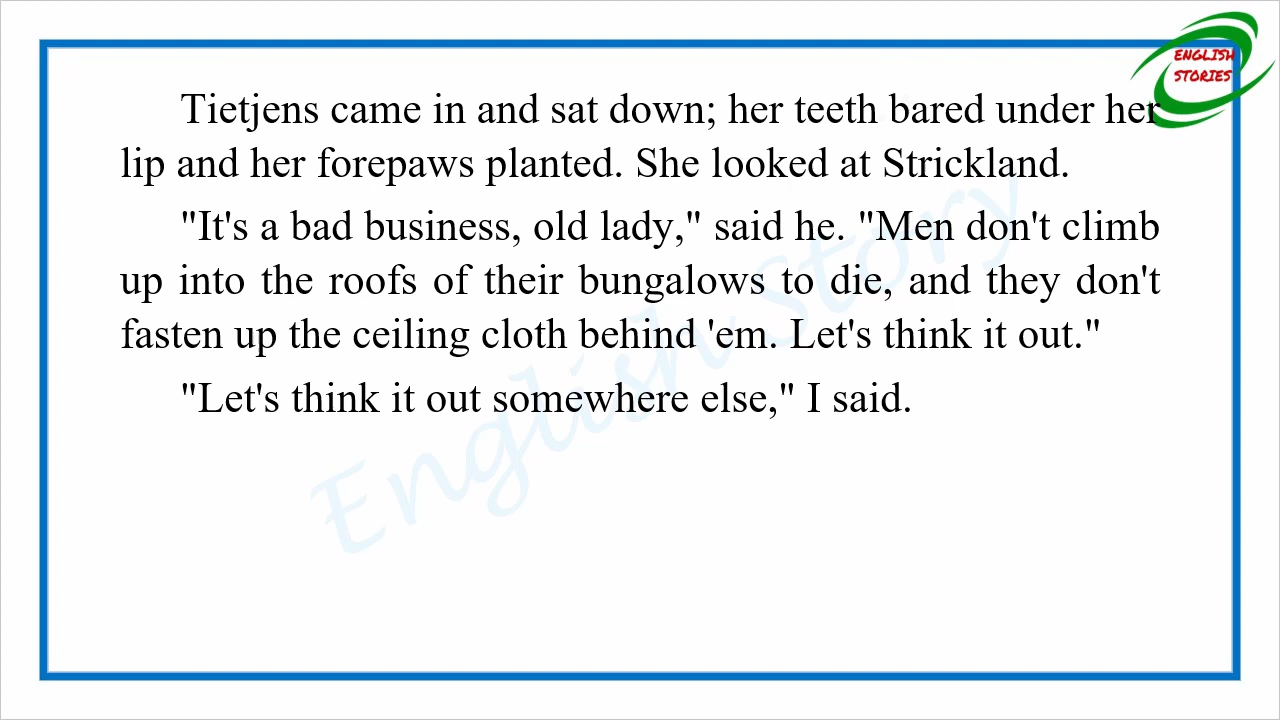 ENGLISH
STORIES
Tietjens came in and sat down; her teeth bared under her
lip and her forepaws planted. She looked at Strickland.
"It's a bad business, old lady," said he. "Men don't climb
up into the roofs of their bungalows to die, and they don't
fasten up the ceiling cloth behind 'em. Let's think it out."
"Let's think it out somewhere else," I said.
English Story